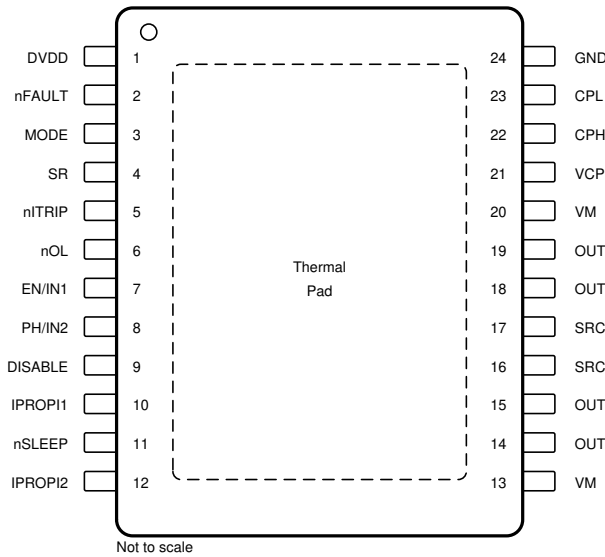 DVDD 1 24 GND
nFAULT 2 23 CPL
MODE 3 22 CPH
SR 4 21 VCP
nITRIP 5 20 VM
nOL 6 19 OUT
EN/IN1 7 18 OUT
PH/IN2 8 17 SRC
DISABLE 9 16 SRC
IPROPI1 10 15 OUT
nSLEEP 11 14 OUT
IPROPI2 12 13 VM
Thermal
Pad
Not to scale